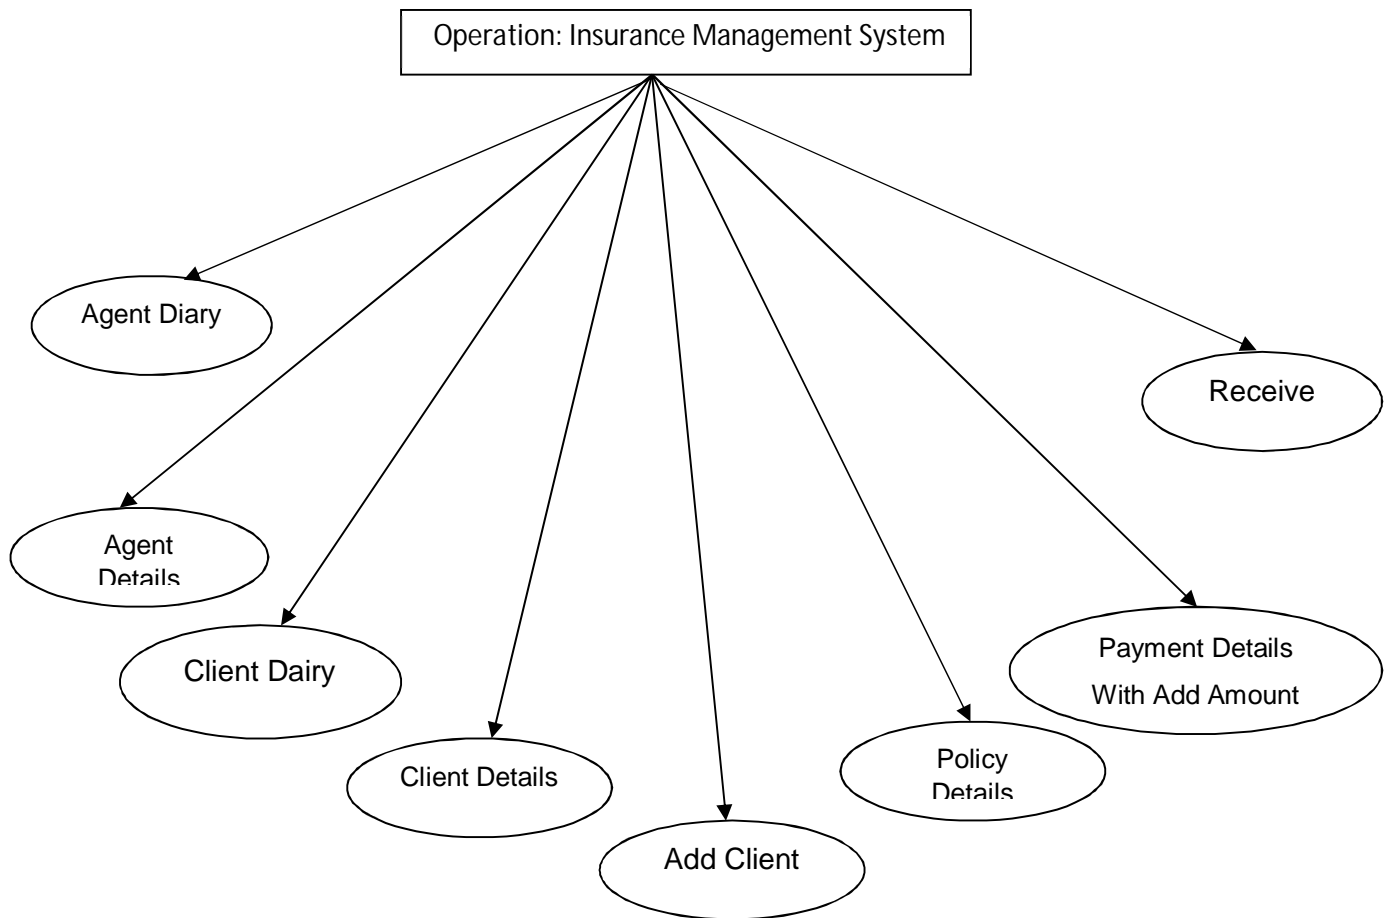 Operation: Insurance Management System
Agent Diary
Receive
Agent
Details
Client Dairy
Payment Details
With Add Amount
Client Details
Policy
Details
Add Client